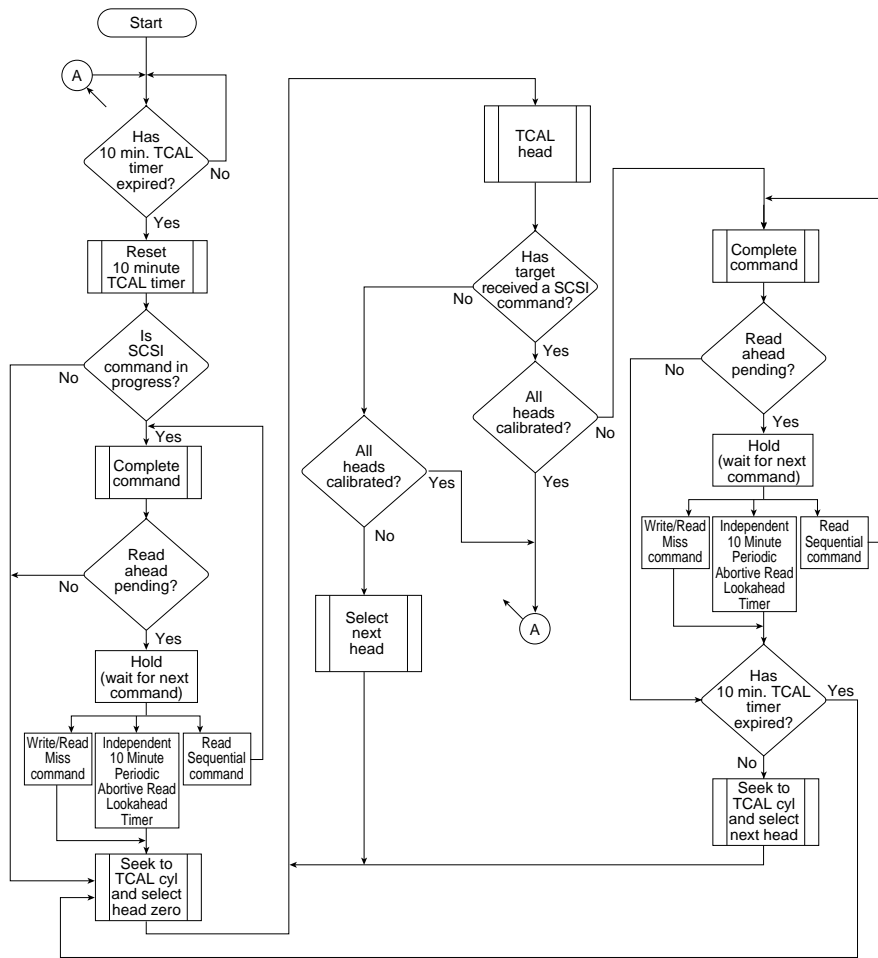 Start
A
Has
10 min. TCAL
timer
expired?
No
Yes
Reset
10 minute
TCAL timer
Is
SCSI
command in
progress?
No
Yes
Complete
command
Read
ahead
pending?
No
Yes
Hold
(wait for next
command)
Write/Read
Miss
command
Independent
10 Minute
Periodic
Abortive Read
Lookahead
Timer
Read
Sequential
command
Seek to
TCAL cyl
and select
head zero
TCAL
head
Has
target
received a SCSI
command?
No
Yes
All
heads
calibrated?
No
Yes
All
heads
calibrated?
Yes
No
Select
next
head
A
Complete
command
Read
ahead
pending?
No
Yes
Hold
(wait for next
command)
Write/Read
Miss
command
Independent
10 Minute
Periodic
Abortive Read
Lookahead
Timer
Read
Sequential
command
Has
10 min. TCAL
timer
expired?
Yes
No
Seek to
TCAL cyl
and select
next head